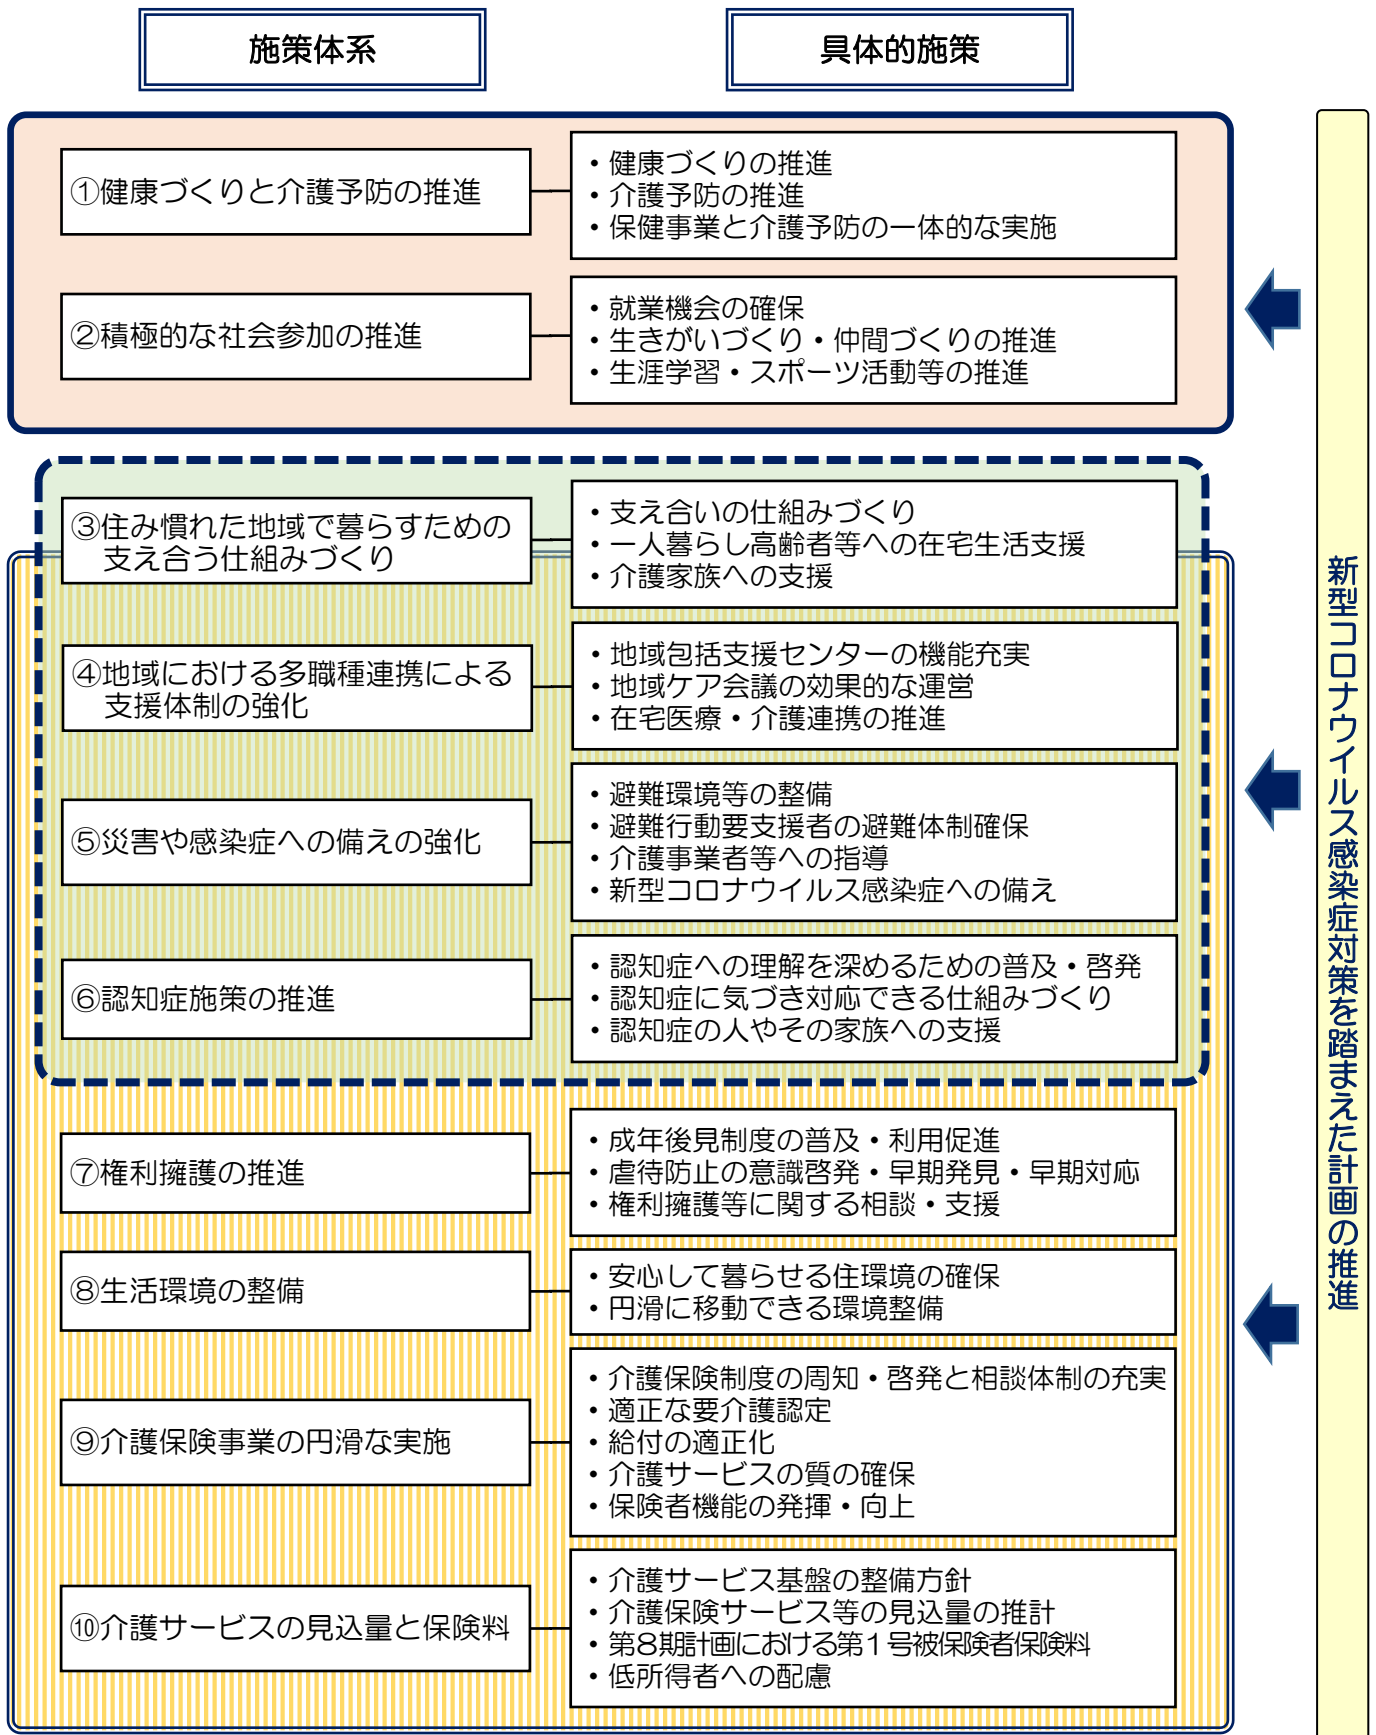 施策体系
具体的施策
①健康づくりと介護予防の推進
・健康づくりの推進
・介護予防の推進
・保健事業と介護予防の一体的な実施
②積極的な社会参加の推進
・就業機会の確保
・生きがいづくり・仲間づくりの推進
・生涯学習・スポーツ活動等の推進
③住み慣れた地域で暮らすための
支え合う仕組みづくり
・支え合いの仕組みづくり
・一人暮らし高齢者等への在宅生活支援
・介護家族への支援
④地域における多職種連携による
支援体制の強化
・地域包括支援センターの機能充実
・地域ケア会議の効果的な運営
・在宅医療・介護連携の推進
⑤災害や感染症への備えの強化
・避難環境等の整備
・避難行動要支援者の避難体制確保
・介護事業者等への指導
・新型コロナウイルス感染症への備え
⑥認知症施策の推進
・認知症への理解を深めるための普及・啓発
・認知症に気づき対応できる仕組みづくり
・認知症の人やその家族への支援
⑦権利擁護の推進
・成年後見制度の普及・利用促進
・虐待防止の意識啓発・早期発見・早期対応
・権利擁護等に関する相談・支援
⑧生活環境の整備
・安心して暮らせる住環境の確保
・円滑に移動できる環境整備
⑨介護保険事業の円滑な実施
・介護保険制度の周知・啓発と相談体制の充実
・適正な要介護認定
・給付の適正化
・介護サービスの質の確保
・保険者機能の発揮・向上
⑩介護サービスの見込量と保険料
・介護サービス基盤の整備方針
・介護保険サービス等の見込量の推計
・第8期計画における第1号被保険者保険料
・低所得者への配慮
新型コロナウイルス感染症対策を踏まえた計画の推進